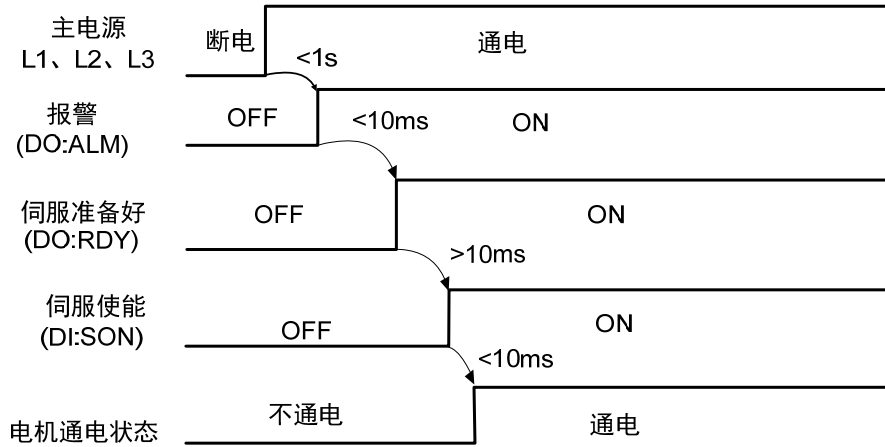 主电源
L1、L2、L3
断电
<1s
通电
报警
(DO:ALM)
OFF
<10ms
ON
伺服准备好
(DO:RDY)
OFF
ON
>10ms
伺服使能
(DI:SON)
OFF
ON
<10ms
电机通电状态
不通电
通电